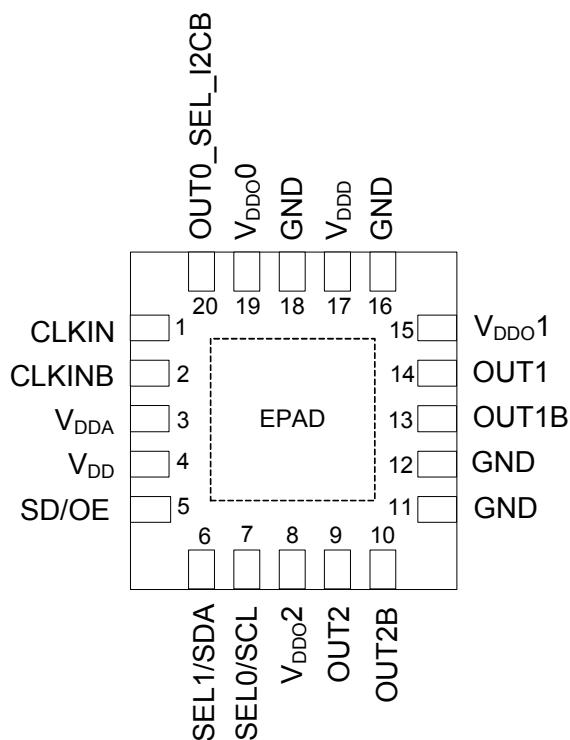 OUT0_SEL_I2CB
VDDO0
GND
VDDD
GND
20
19
18
17
16
CLKIN
1
CLKINB
2
VDDA
3
VDD
4
SD/OE
5
EPAD
15
VDDO1
14
OUT1
13
OUT1B
12
GND
11
GND
6
7
8
9
10
SEL1/SDA
SEL0/SCL
VDDO2
OUT2
OUT2B